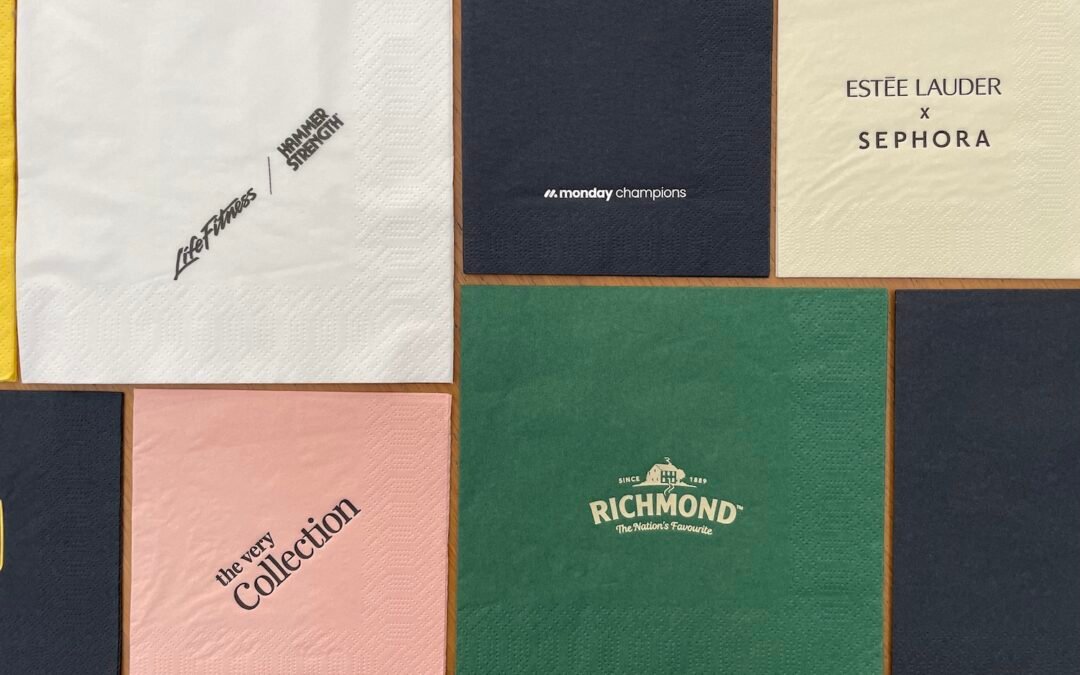 LifeFitness
HAMMER
STRENGTH
monday champions
ESTĒE LAUDER
x
SEPHORA
the very
Collection
SINCE 1889
RICHMOND™
The Nation's Favourite